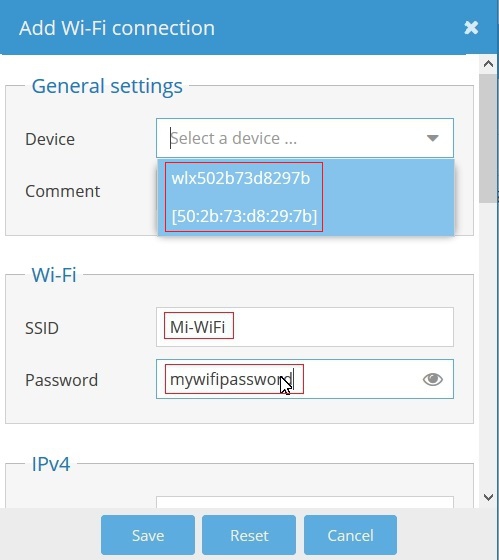 Add Wi-Fi connection
General settings
Device
Select a device ...
wlx502b73d8297b
[50:2b:73:d8:29:7b]
Comment
Wi-Fi
SSID
Mi-WiFi
Password
mywifipassword
IPv4
Save
Reset
Cancel